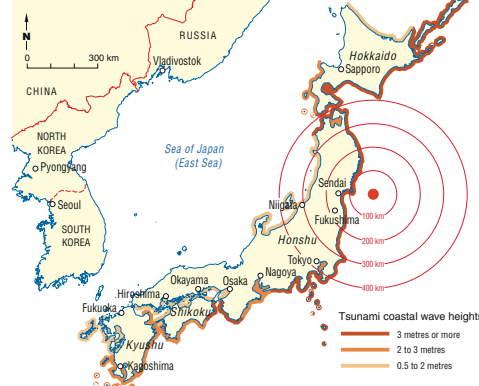 N
0 300 km
RUSSIA
Vladivostok
CHINA
NORTH
KOREA
Pyongyang
Seoul
SOUTH
KOREA
Sea of Japan
(East Sea)
Hokkaido
Sapporo
Sendai
Niigata
Fukushima
Honshu
Tokyo
Nagoya
Okayama
Osaka
Hiroshima
Fukuoka
Shikoku
Kyushu
Kagoshima
100 km
200 km
300 km
400 km
Tsunami coastal wave heights
3 metres or more
2 to 3 metres
0.5 to 2 metres